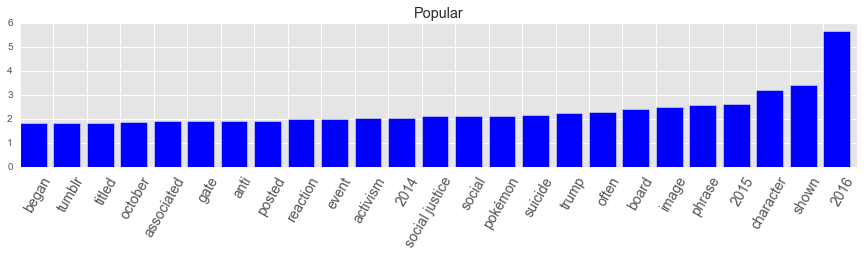 Popular
6
5
4
3
2
1
0
began
tumblr
titled
october
associated
gate
anti
posted
reaction
event
activism
2014
social justice
social
pokémon
suicide
trump
often
board
image
phrase
2015
character
shown
2016